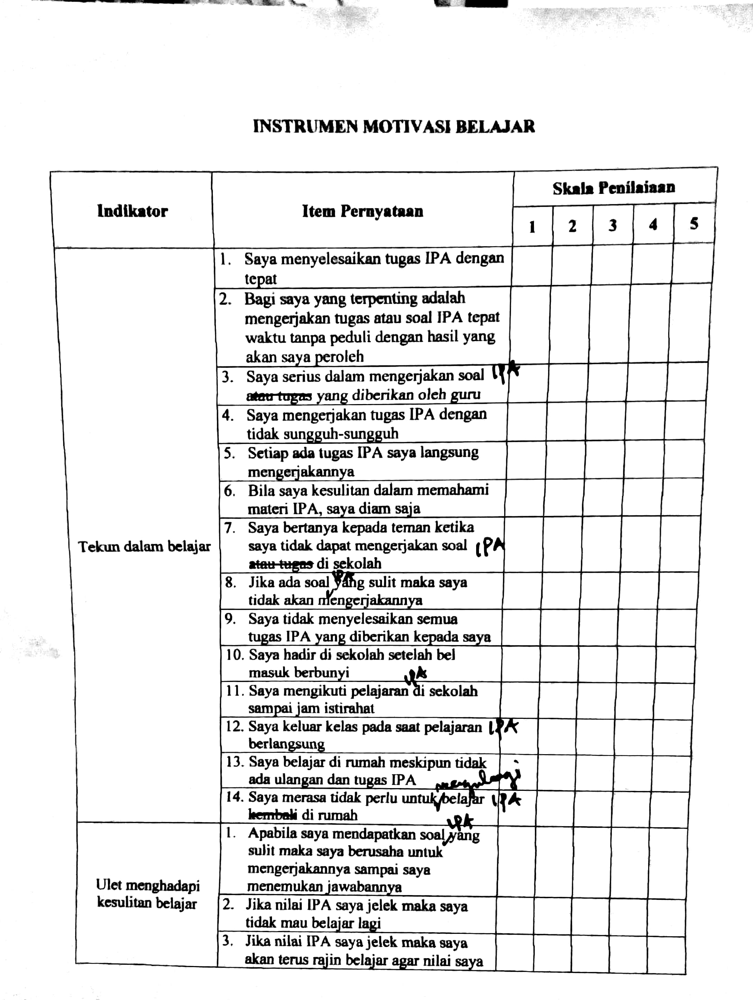 INSTRUMEN MOTIVASI BELAJAR
Indikator
Item Pernyataan
Skala Penilaiaan
1 2 3 4 5
Tekun dalam belajar
1. Saya menyelesaikan tugas IPA dengan
tepat
2. Bagi saya yang terpenting adalah
mengerjakan tugas atau soal IPA tepat
waktu tanpa peduli dengan hasil yang
akan saya peroleh
3. Saya serius dalam mengerjakan soal IPA
atau tugas yang diberikan oleh guru
4. Saya mengerjakan tugas IPA dengan
tidak sungguh-sungguh
5. Setiap ada tugas IPA saya langsung
mengerjakannya
6. Bila saya kesulitan dalam memahami
materi IPA, saya diam saja
7. Saya bertanya kepada teman ketika
saya tidak dapat mengerjakan soal IPA
atau tugas di sekolah
IPA
8. Jika ada soal yang sulit maka saya
tidak akan mengerjakannya
9. Saya tidak menyelesaikan semua
tugas IPA yang diberikan kepada saya
10. Saya hadir di sekolah setelah bel
masuk berbunyi
IPA
11. Saya mengikuti pelajaran di sekolah
sampai jam istirahat
12. Saya keluar kelas pada saat pelajaran IPA
berlangsung
13. Saya belajar di rumah meskipun tidak
ada ulangan dan tugas IPA
mengulangi
14. Saya merasa tidak perlu untuk belajar IPA
kembali di rumah
Ulet menghadapi
kesulitan belajar
IPA
1. Apabila saya mendapatkan soal yang
sulit maka saya berusaha untuk
mengerjakannya sampai saya
menemukan jawabannya
2. Jika nilai IPA saya jelek maka saya
tidak mau belajar lagi
3. Jika nilai IPA saya jelek maka saya
akan terus rajin belajar agar nilai saya